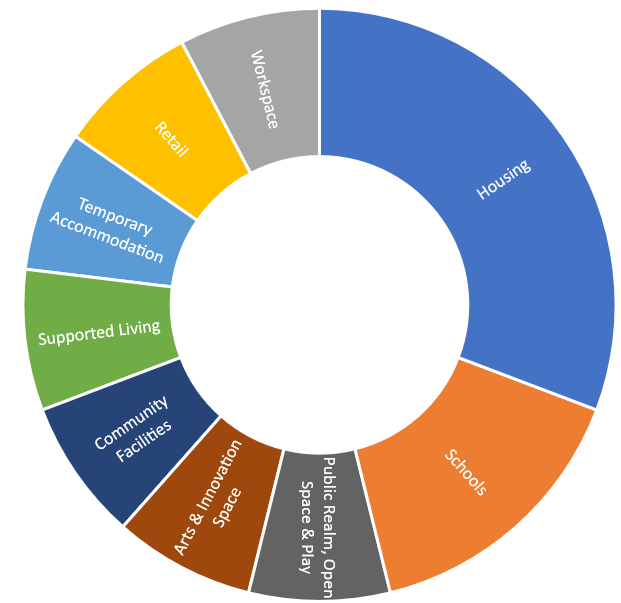 Housing
Schools
Public Realm, Open
Space & Play
Arts & Innovation
Space
Community
Facilities
Supported Living
Temporary
Accommodation
Retail
Workspace